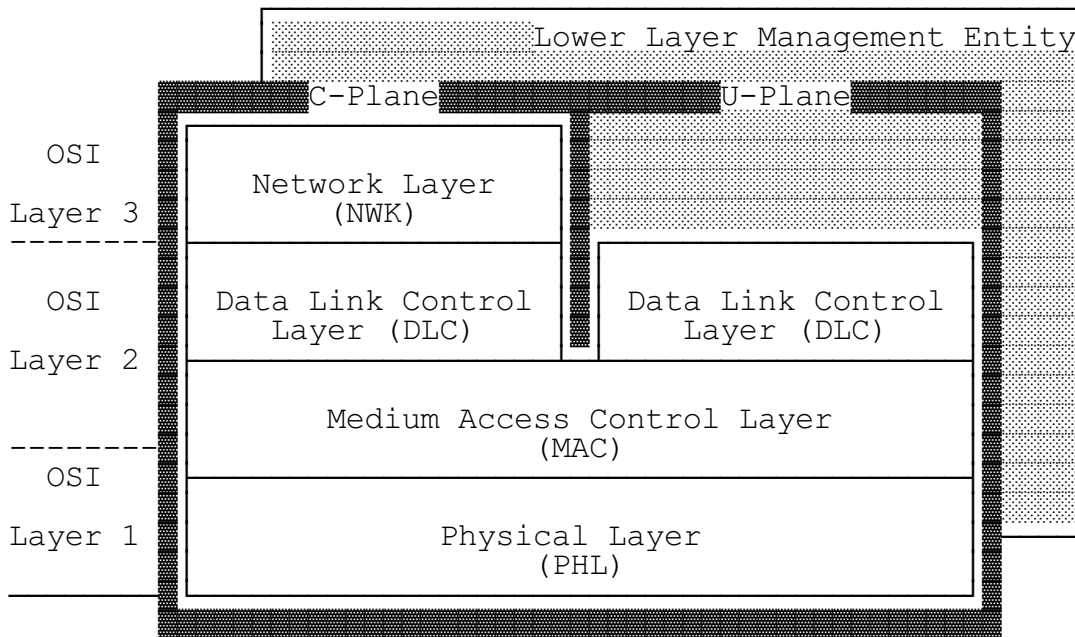 Lower Layer Management Entity
C-Plane U-Plane
OSI
Layer 3
Network Layer
(NWK)
OSI
Layer 2
Data Link Control
Layer (DLC)
Data Link Control
Layer (DLC)
Medium Access Control Layer
(MAC)
OSI
Layer 1
Physical Layer
(PHL)